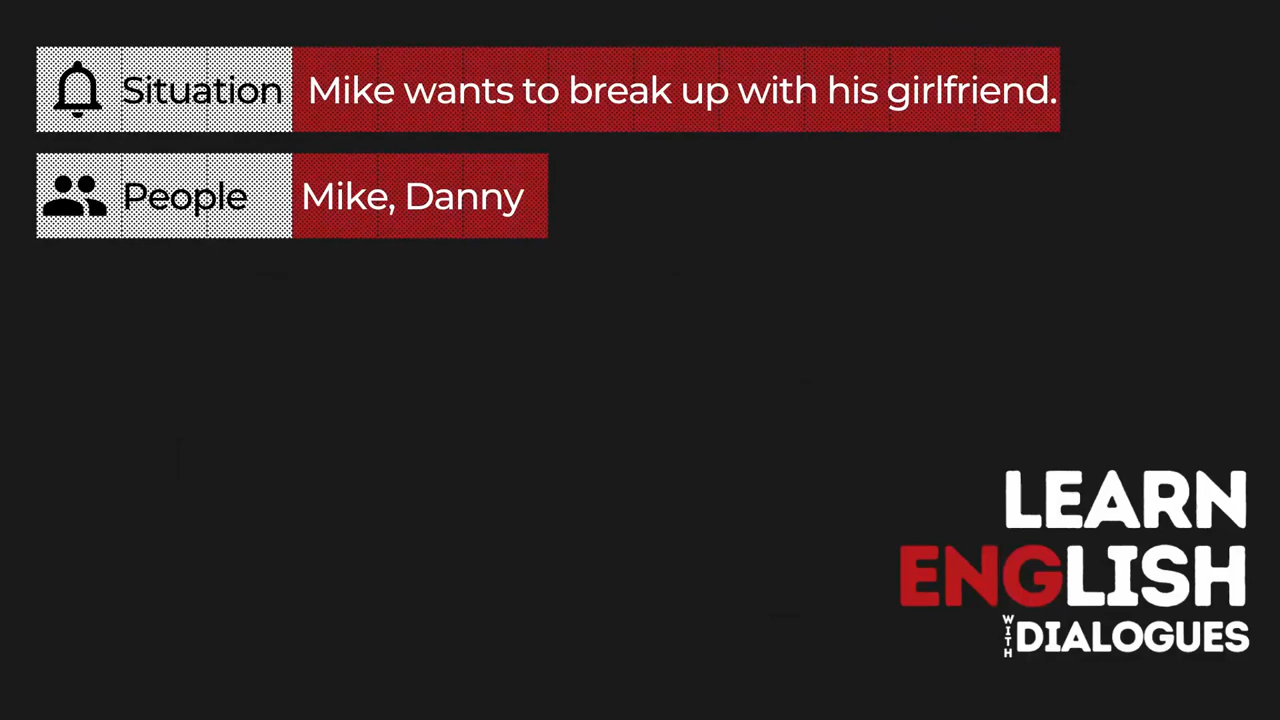 Situation Mike wants to break up with his girlfriend.
People Mike, Danny
LEARN
ENGLISH
WITH DIALOGUES